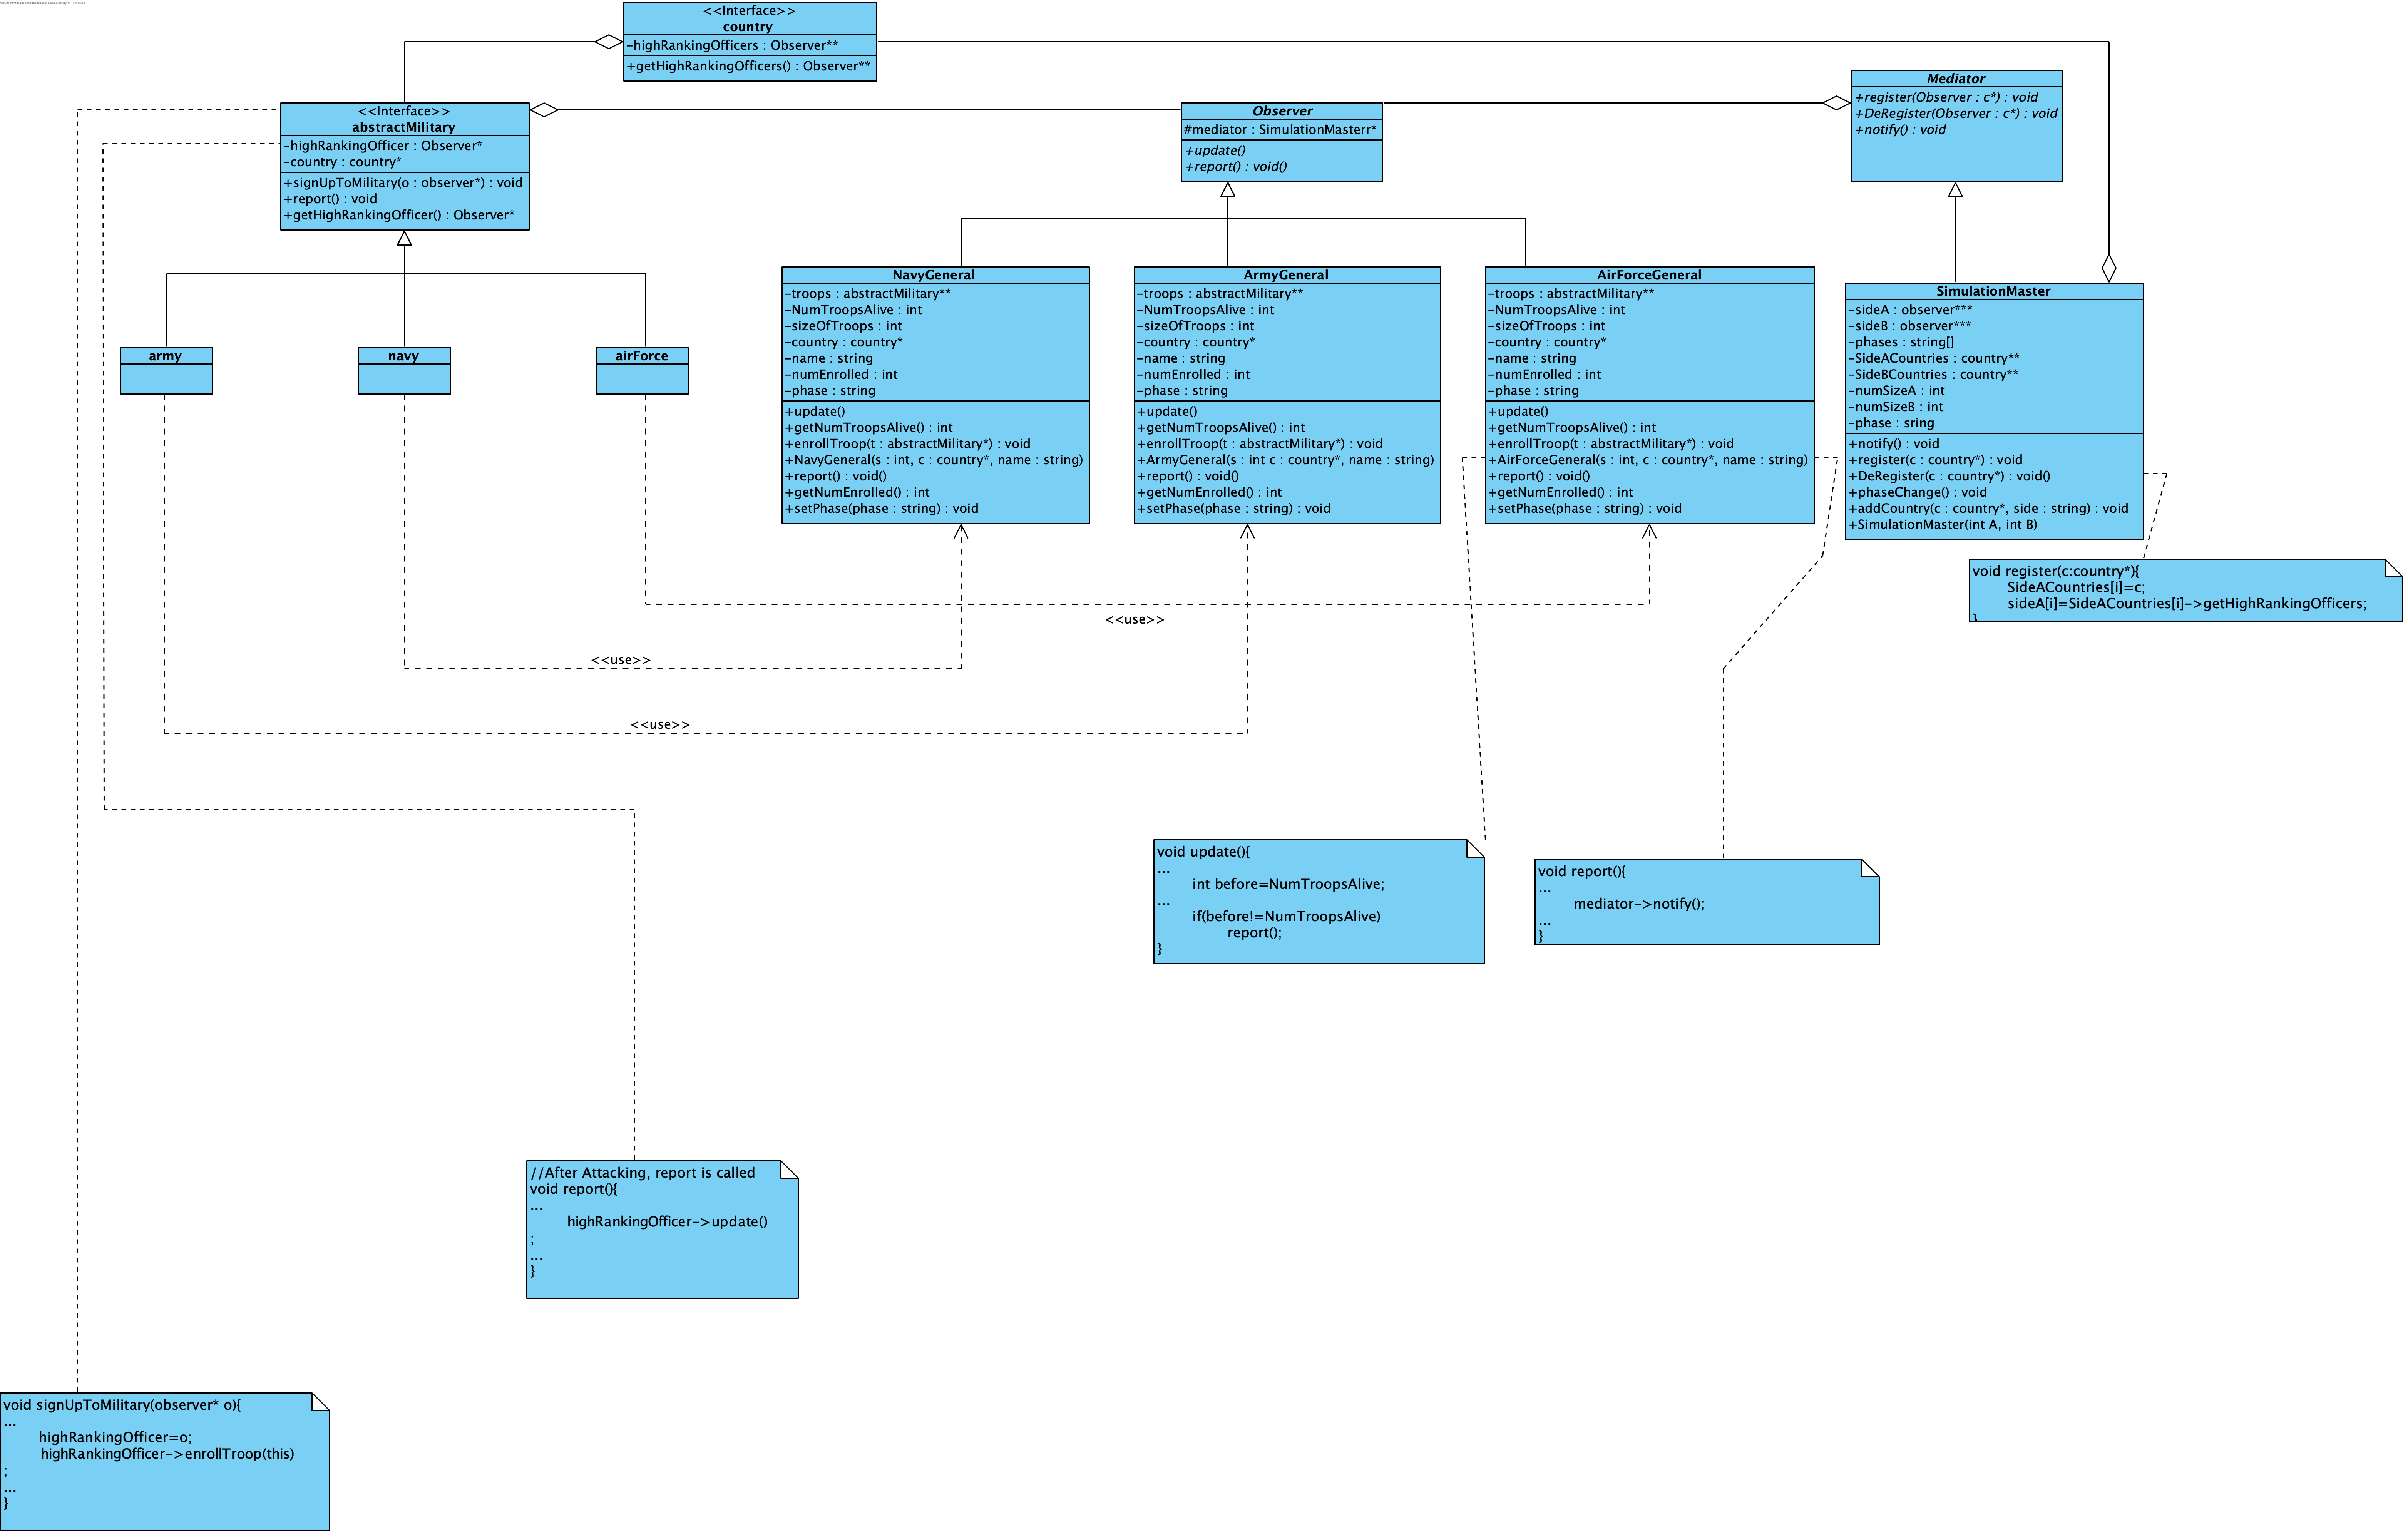 <<Interface>>
country
-highRankingOfficers : Observer**
+getHighRankingOfficers() : Observer**
<<Interface>>
abstractMilitary
-highRankingOfficer : Observer*
-country : country*
+signUpToMilitary(o : observer*) : void
+report() : void
+getHighRankingOfficer() : Observer*
Observer
#mediator : SimulationMasterr*
+update()
+report() : void()
Mediator
+register(Observer : c*) : void
+DeRegister(Observer : c*) : void
+notify() : void
army
navy
airForce
NavyGeneral
-troops : abstractMilitary**
-NumTroopsAlive : int
-sizeOfTroops : int
-country : country*
-name : string
-numEnrolled : int
-phase : string
+update()
+getNumTroopsAlive() : int
+enrollTroop(t : abstractMilitary*) : void
+NavyGeneral(s : int, c : country*, name : string)
+report() : void()
+getNumEnrolled() : int
+setPhase(phase : string) : void
ArmyGeneral
-troops : abstractMilitary**
-NumTroopsAlive : int
-sizeOfTroops : int
-country : country*
-name : string
-numEnrolled : int
-phase : string
+update()
+getNumTroopsAlive() : int
+enrollTroop(t : abstractMilitary*) : void
+ArmyGeneral(s : int c : country*, name : string)
+report() : void()
+getNumEnrolled() : int
+setPhase(phase : string) : void
AirForceGeneral
-troops : abstractMilitary**
-NumTroopsAlive : int
-sizeOfTroops : int
-country : country*
-name : string
-numEnrolled : int
-phase : string
+update()
+getNumTroopsAlive() : int
+enrollTroop(t : abstractMilitary*) : void
+AirForceGeneral(s : int, c : country*, name : string)
+report() : void()
+getNumEnrolled() : int
+setPhase(phase : string) : void
SimulationMaster
-sideA : observer***
-sideB : observer***
-phases : string[]
-SideACountries : country**
-SideBCountries : country**
-numSizeA : int
-numSizeB : int
-phase : sring
+notify() : void
+register(c : country*) : void
+DeRegister(c : country*) : void()
+phaseChange() : void
+addCountry(c : country*, side : string) : void
+SimulationMaster(int A, int B)
void register(c:country*){
SideACountries[i]=c;
sideA[i]=SideACountries[i]->getHighRankingOfficers;
}
<<use>>
<<use>>
<<use>>
void update(){
...
int before=NumTroopsAlive;
...
if(before!=NumTroopsAlive)
report();
}
void report(){
...
mediator->notify();
...
}
//After Attacking, report is called
void report(){
...
highRankingOfficer->update()
;
...
}
void signUpToMilitary(observer* o){
...
highRankingOfficer=o;
highRankingOfficer->enrollTroop(this)
;
...
}